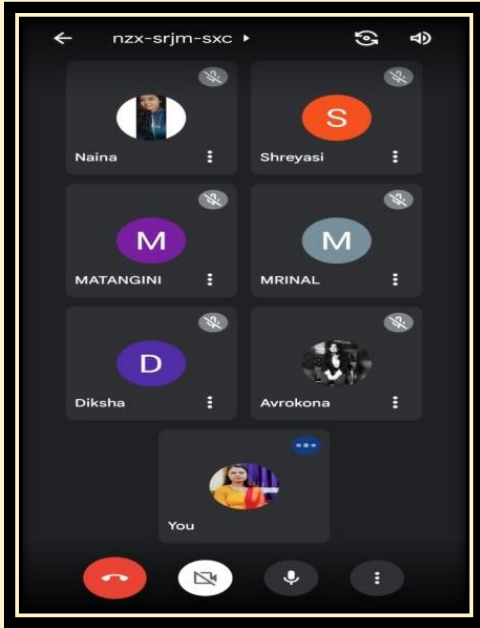 nzx-srjm-sxc
S
Naina Shreyasi
M M
MATANGINI MRINAL
D
Diksha Avrokona
You